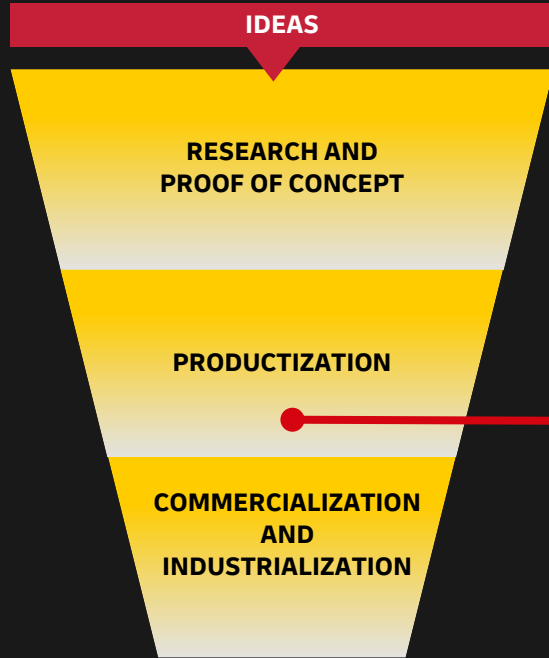 IDEAS
RESEARCH AND
PROOF OF CONCEPT
PRODUCTIZATION
COMMERCIALIZATION
AND
INDUSTRIALIZATION